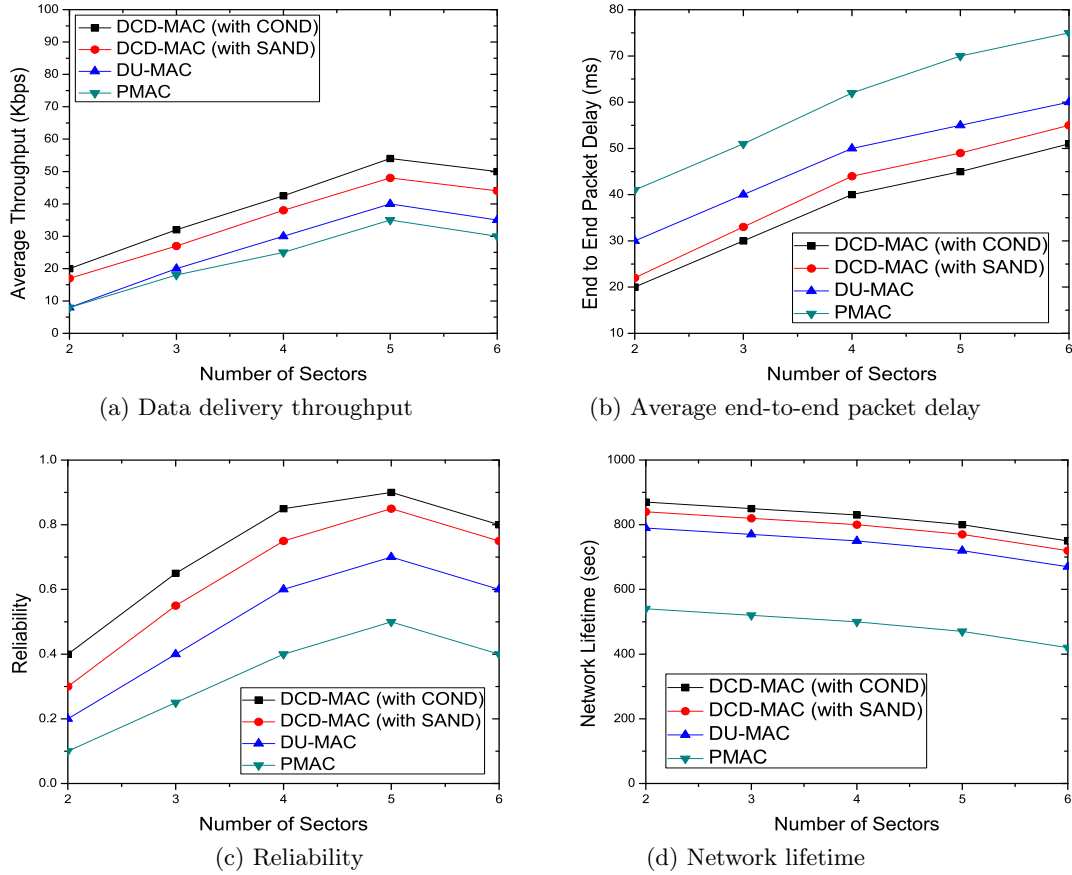 100
90
80
70
60
50
40
30
20
10
0
Average Throughput (Kbps)
DCD-MAC (with COND)
DCD-MAC (with SAND)
DU-MAC
PMAC
2 3 4 5 6
Number of Sectors
(a) Data delivery throughput
80
70
60
50
40
30
20
10
End to End Packet Delay (ms)
DCD-MAC (with COND)
DCD-MAC (with SAND)
DU-MAC
PMAC
2 3 4 5 6
Number of Sectors
(b) Average end-to-end packet delay
1.0
0.8
0.6
0.4
0.2
0.0
Reliability
DCD-MAC (with COND)
DCD-MAC (with SAND)
DU-MAC
PMAC
2 3 4 5 6
Number of Sectors
(c) Reliability
1000
800
600
400
200
0
Network Lifetime (sec)
DCD-MAC (with COND)
DCD-MAC (with SAND)
DU-MAC
PMAC
2 3 4 5 6
Number of Sectors
(d) Network lifetime